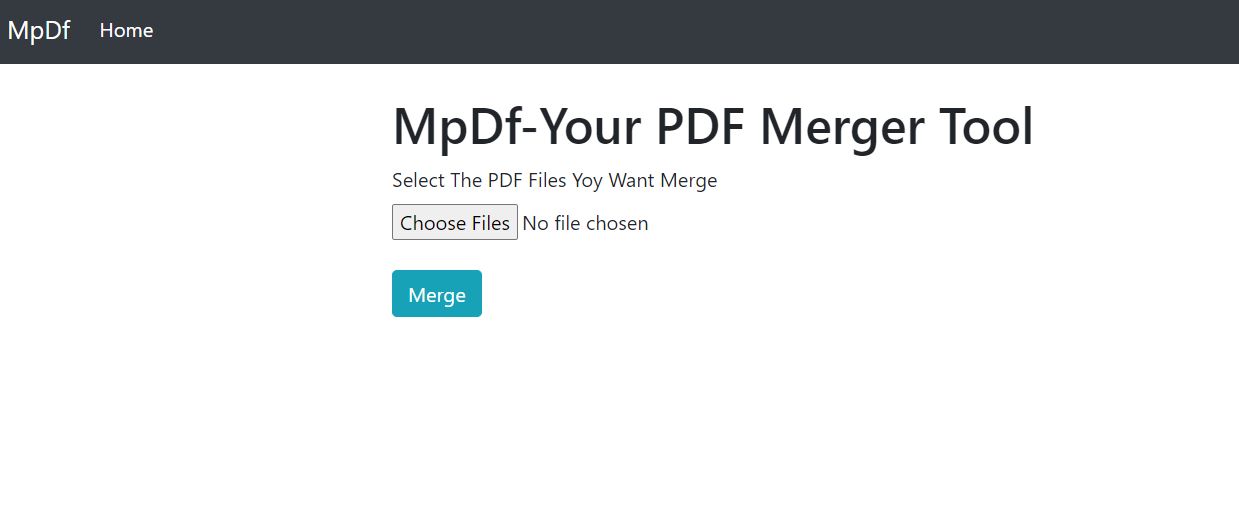 MpDf Home
MpDf-Your PDF Merger Tool
Select The PDF Files Yoy Want Merge
Choose Files No file chosen
Merge